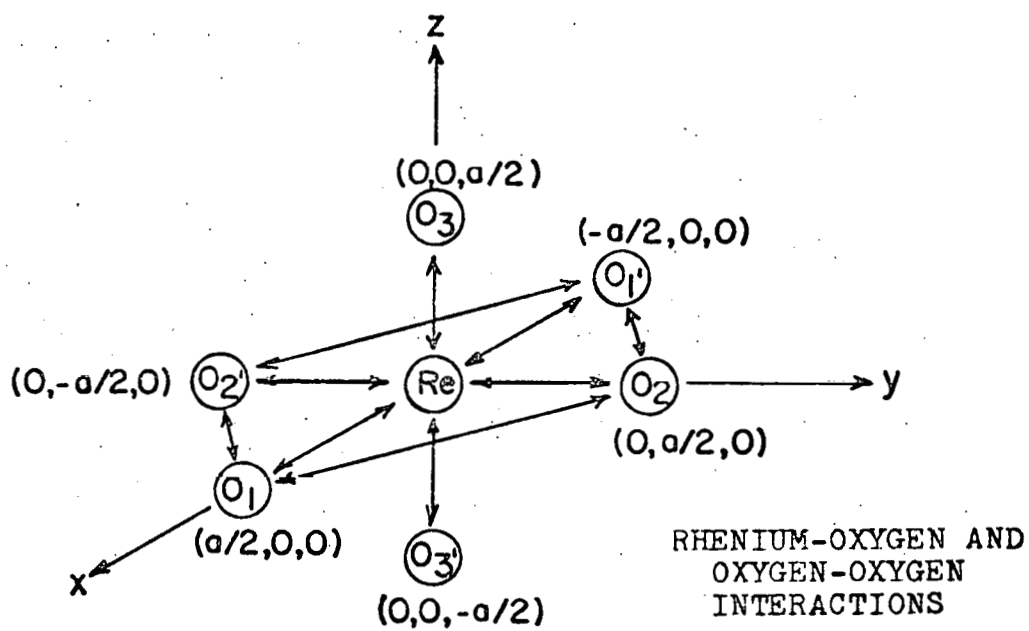 z
(0,0,a/2)
O3
(-a/2,0,0)
O1'
(0,-a/2,0)
O2'
Re
O2
y
(0,a/2,0)
O1
(a/2,0,0)
x
O3'
(0,0,-a/2)
RHENIUM-OXYGEN AND
OXYGEN-OXYGEN
INTERACTIONS